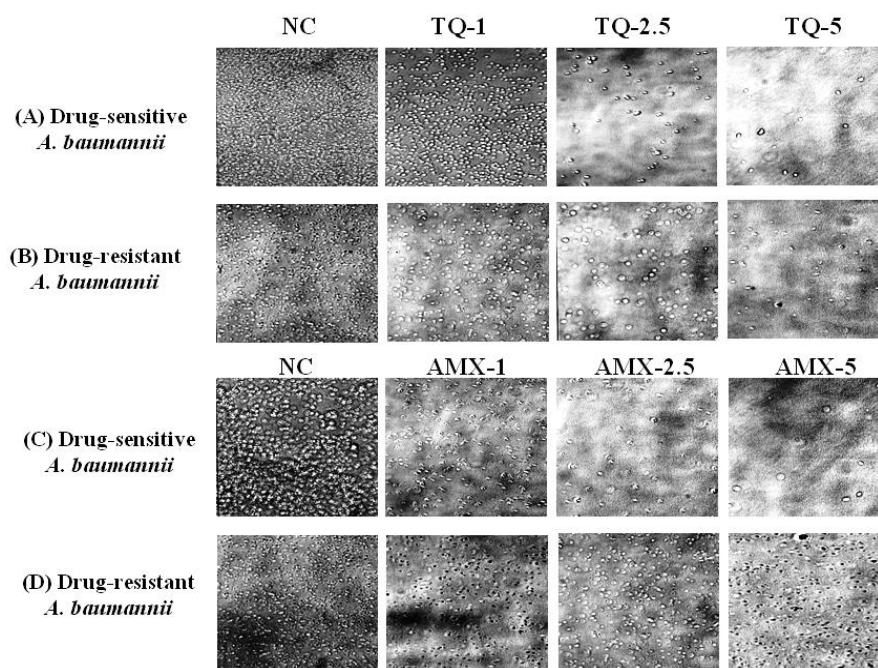 NC TQ-1 TQ-2.5 TQ-5
(A) Drug-sensitive
A. baumannii
(B) Drug-resistant
A. baumannii
NC AMX-1 AMX-2.5 AMX-5
(C) Drug-sensitive
A. baumannii
(D) Drug-resistant
A. baumannii